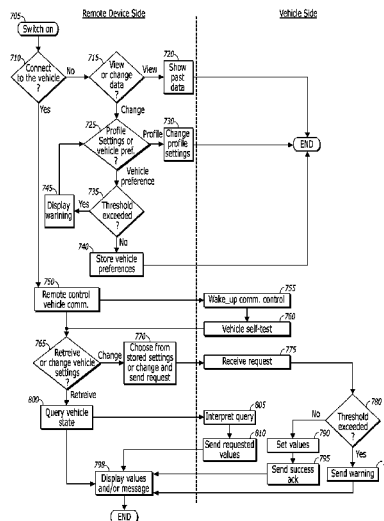 Remote Device Side
Vehicle Side
705
Switch on
710
Connect
to the vehicle
?
No
Yes
715
View
or change
data?
View
Change
720
Show
past
data
725
Profile
Settings or
vehicle pref.
?
Profile
730
Change
profile
settings
END
Vehicle
preference
735
Threshold
exceeded
?
Yes
No
745
Display
warinning
740
Store vehicle
preferences
750
Remote control
vehicle comm.
755
Wake_up comm. control
760
Vehicle self-test
765
Retreive
or change vehicle
settings
?
Change
Retreive
770
Choose from
stored settings
or change and
send request
775
Receive request
780
Threshold
exceeded
?
No
Yes
800
Query vehicle
state
805
Interpret query
810
Send requested
values
790
Set values
795
Send success
ack
Send warning
798
Display values
and/or message
END